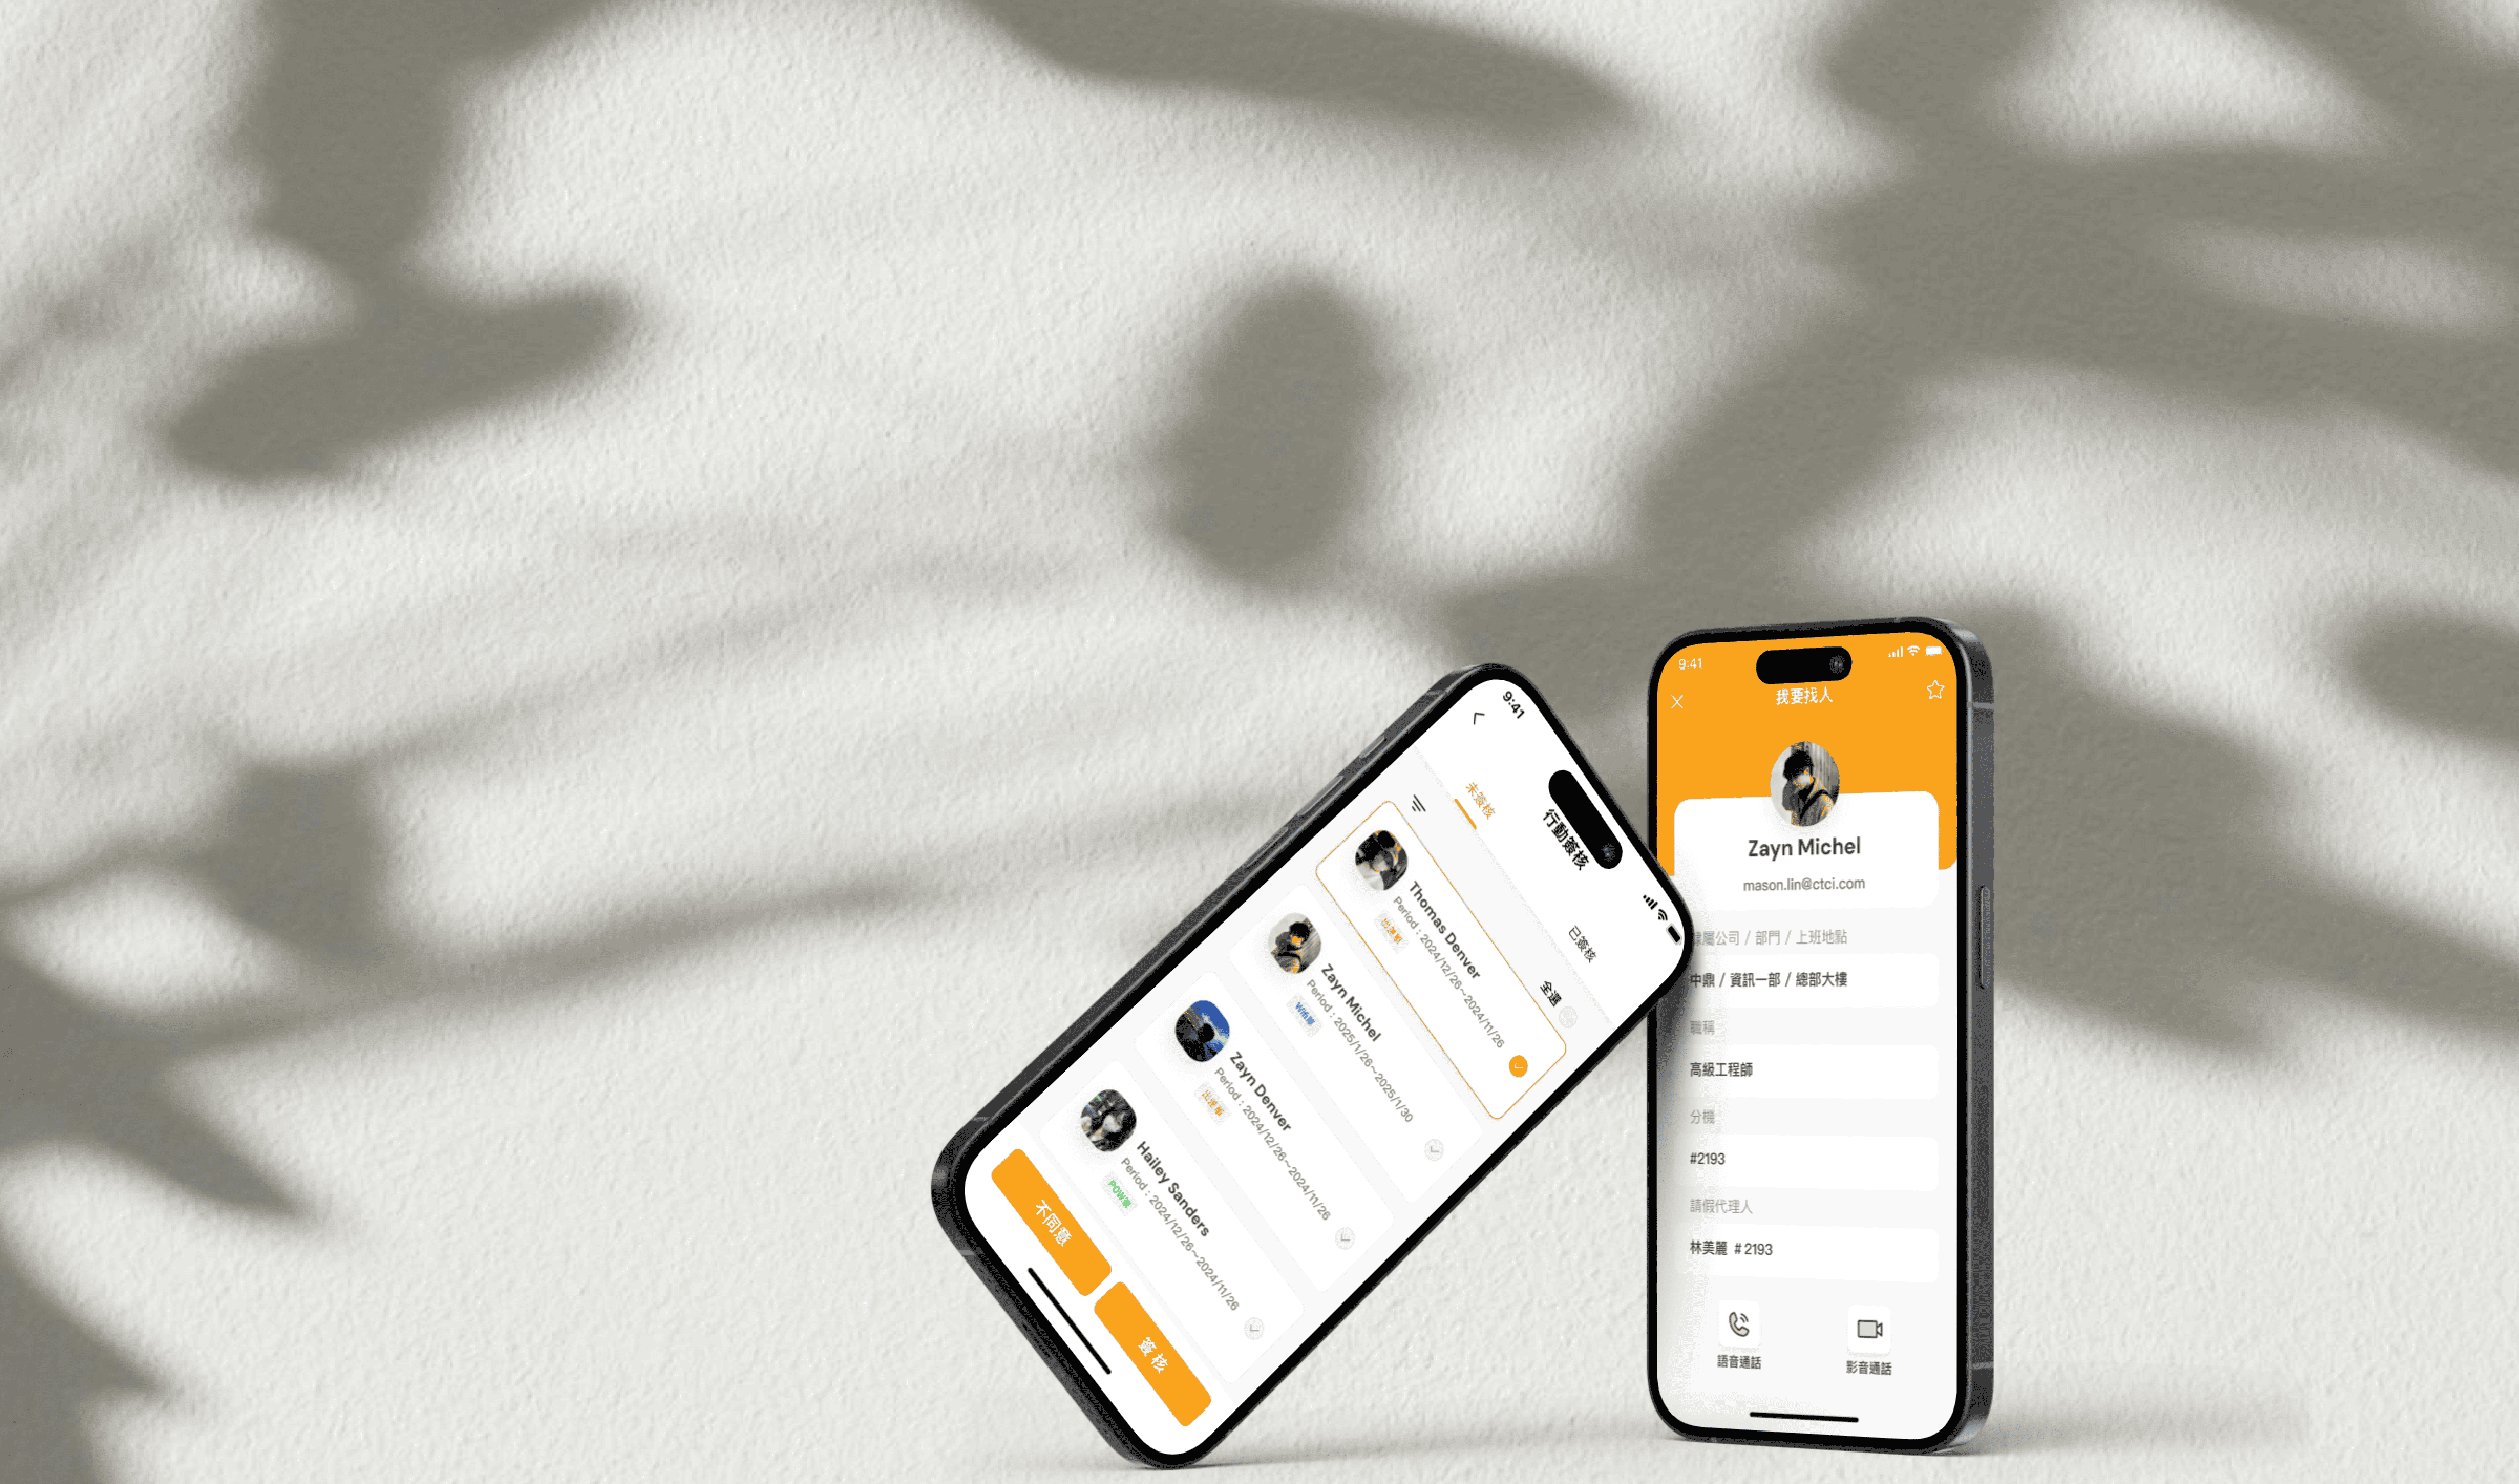 9:41
行動簽核
未簽核
已簽核
全選
Thomas Denver
Period : 2024/12/26~2024/11/26
出差單
Zayn Michel
Period : 2025/1/26~2025/1/30
Wifi單
Zayn Denver
Period : 2024/12/26~2024/11/26
出差單
Hailey Sanders
Period : 2024/12/26~2024/11/26
POW單
不同意
簽核
9:41
我要找人
Zayn Michel
mason.lin@ctci.com
隸屬公司 / 部門 / 上班地點
中鼎 / 資訊一部 / 總部大樓
職稱
高級工程師
分機
#2193
請假代理人
林美麗 #2193
語音通話
影音通話